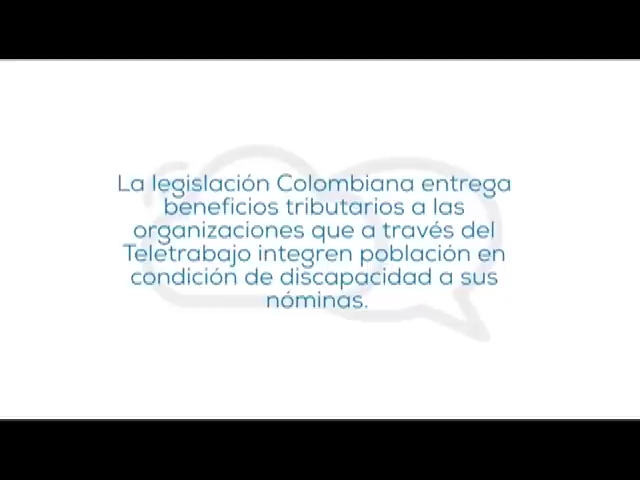 La legislación Colombiana entrega
beneficios tributarios a las
organizaciones que a través del
Teletrabajo integren población en
condición de discapacidad a sus
nóminas.